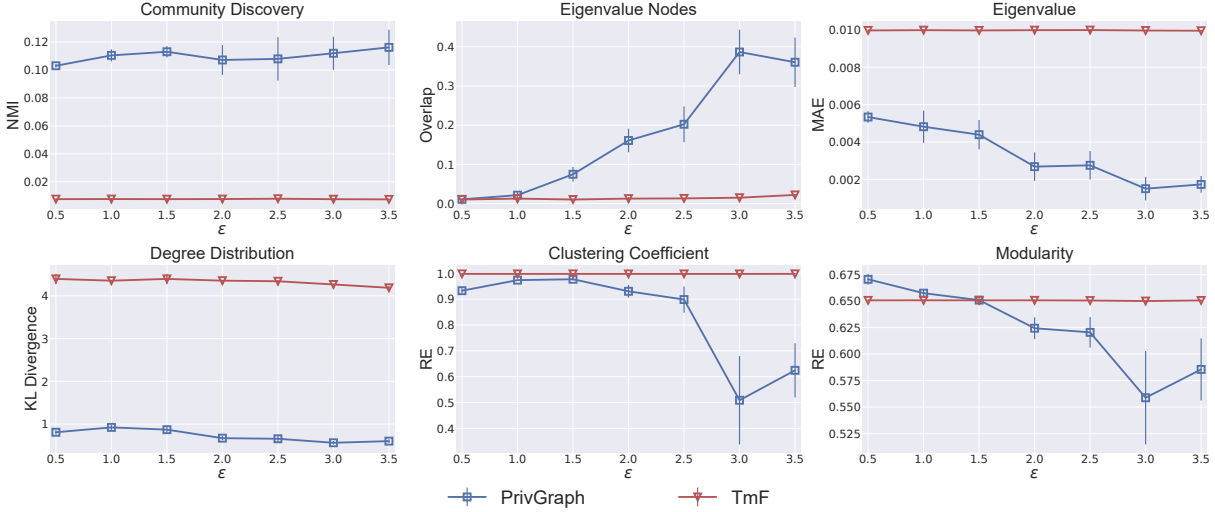 Community Discovery
NMI
0.12
0.10
0.08
0.06
0.04
0.02
0.5 1.0 1.5 2.0 2.5 3.0 3.5
ε
Eigenvalue Nodes
Overlap
0.4
0.3
0.2
0.1
0.0
0.5 1.0 1.5 2.0 2.5 3.0 3.5
ε
Eigenvalue
MAE
0.010
0.008
0.006
0.004
0.002
0.5 1.0 1.5 2.0 2.5 3.0 3.5
ε
Degree Distribution
KL Divergence
4
3
2
1
0.5 1.0 1.5 2.0 2.5 3.0 3.5
ε
Clustering Coefficient
RE
1.0
0.9
0.8
0.7
0.6
0.5
0.4
0.5 1.0 1.5 2.0 2.5 3.0 3.5
ε
Modularity
RE
0.675
0.650
0.625
0.600
0.575
0.550
0.525
0.5 1.0 1.5 2.0 2.5 3.0 3.5
ε
PrivGraph TmF